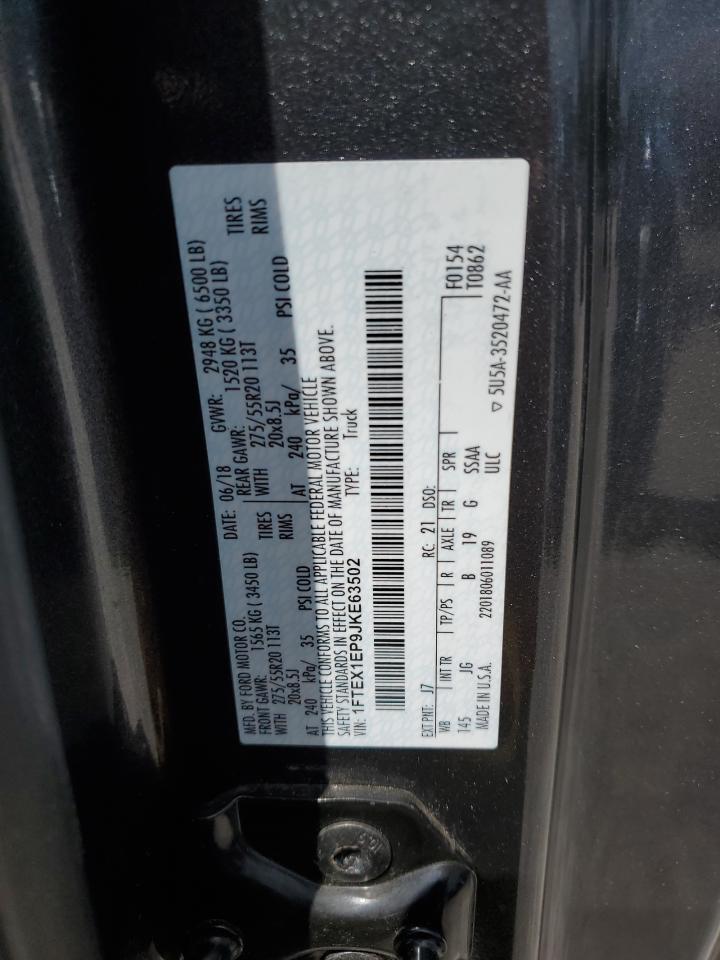 MFD. BY FORD MOTOR CO. DATE: 06/18 GVWR: 2948 KG ( 6500 LB)
FRONT GAWR: 1565 KG ( 3450 LB) REAR GAWR: 1520 KG ( 3350 LB)
WITH 275/55R20 113T TIRES WITH 275/55R20 113T TIRES
20x8.5J RIMS 20x8.5J RIMS
AT 240 kPa/ 35 PSI COLD AT 240 kPa/ 35 PSI COLD
THIS VEHICLE CONFORMS TO ALL APPLICABLE FEDERAL MOTOR VEHICLE
SAFETY STANDARDS IN EFFECT ON THE DATE OF MANUFACTURE SHOWN ABOVE.
VIN: 1FTEX1EP9JKE63502 TYPE: Truck
EXT PNT: J7 RC: 21 DSO: F0154
WB INT TR TP/PS R AXLE TR SPR T0862
145 JG B 19 G SSAA
MADE IN U.S.A. 2201806011089 ULC ▽ 5U5A-3520472-AA